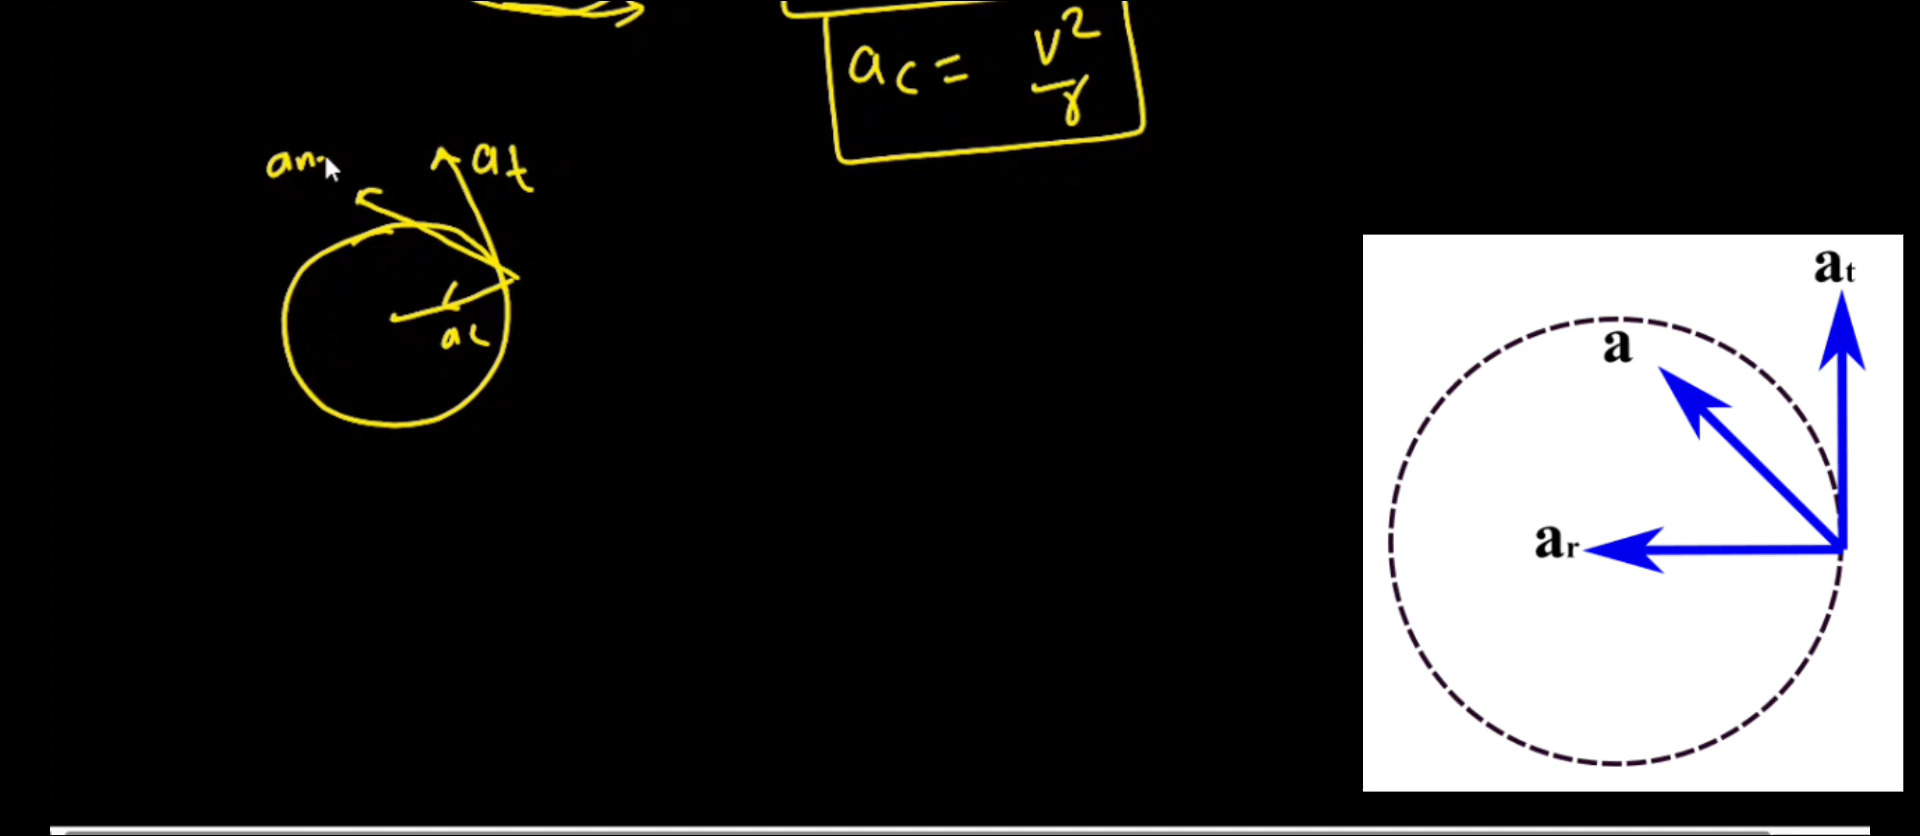 ac = v²/r
an
at
ac
at
a
ar